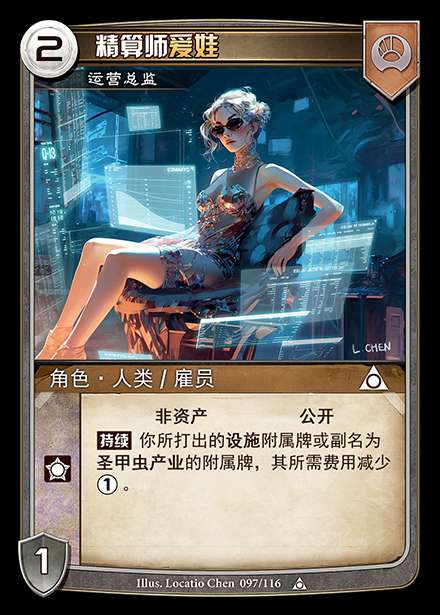 2
精算师爱娃
运营总监
L CHEN
角色 · 人类 / 雇员
非资产 公开
持续 你所打出的设施附属牌或副名为
圣甲虫产业的附属牌，其所需费用减少
① 。
1
Illus. Locatio Chen 097/116